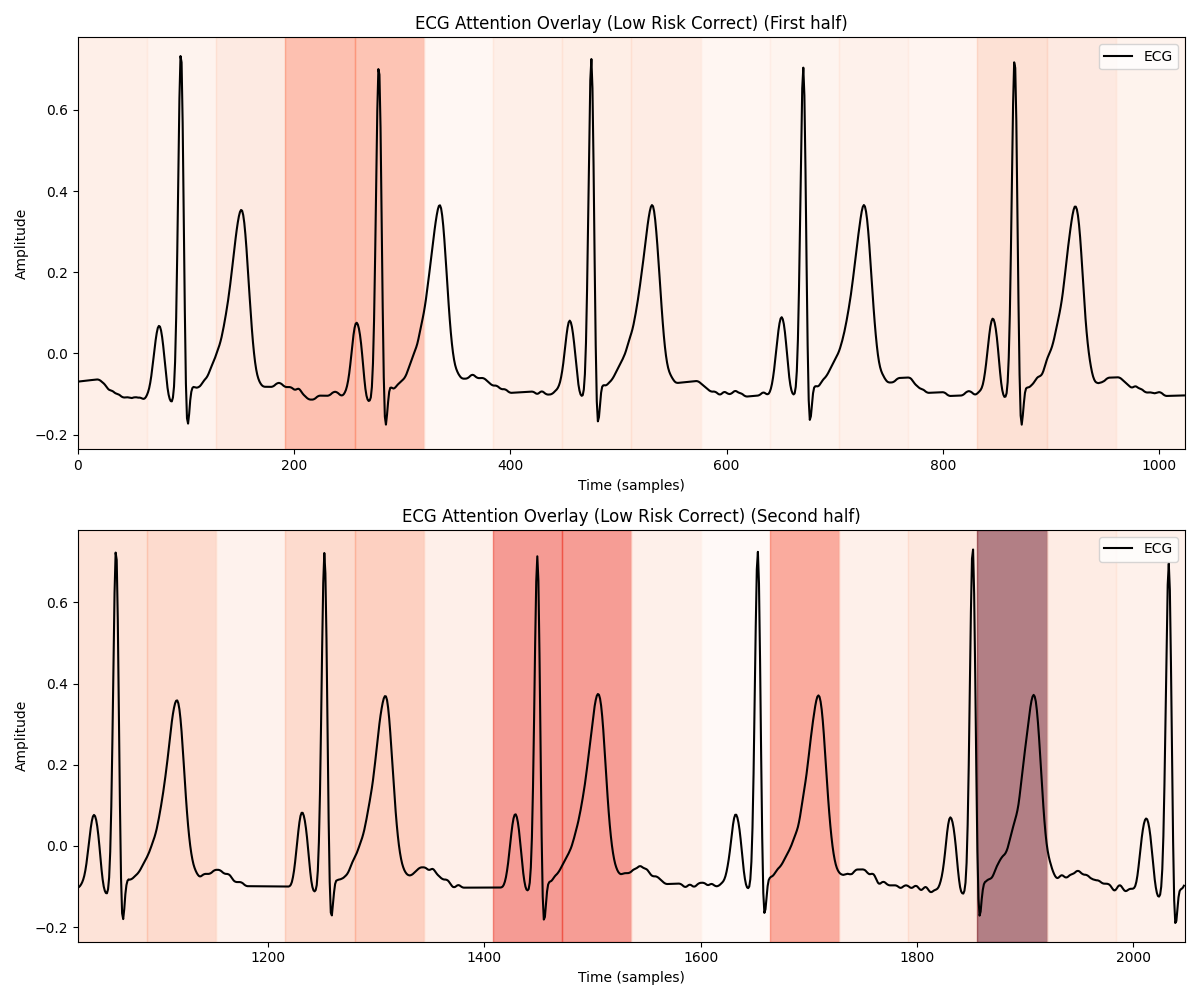 ECG Attention Overlay (Low Risk Correct) (First half)
ECG
Amplitude
0.6
0.4
0.2
0.0
−0.2
0 200 400 600 800 1000
Time (samples)
ECG Attention Overlay (Low Risk Correct) (Second half)
ECG
Amplitude
0.6
0.4
0.2
0.0
−0.2
1200 1400 1600 1800 2000
Time (samples)